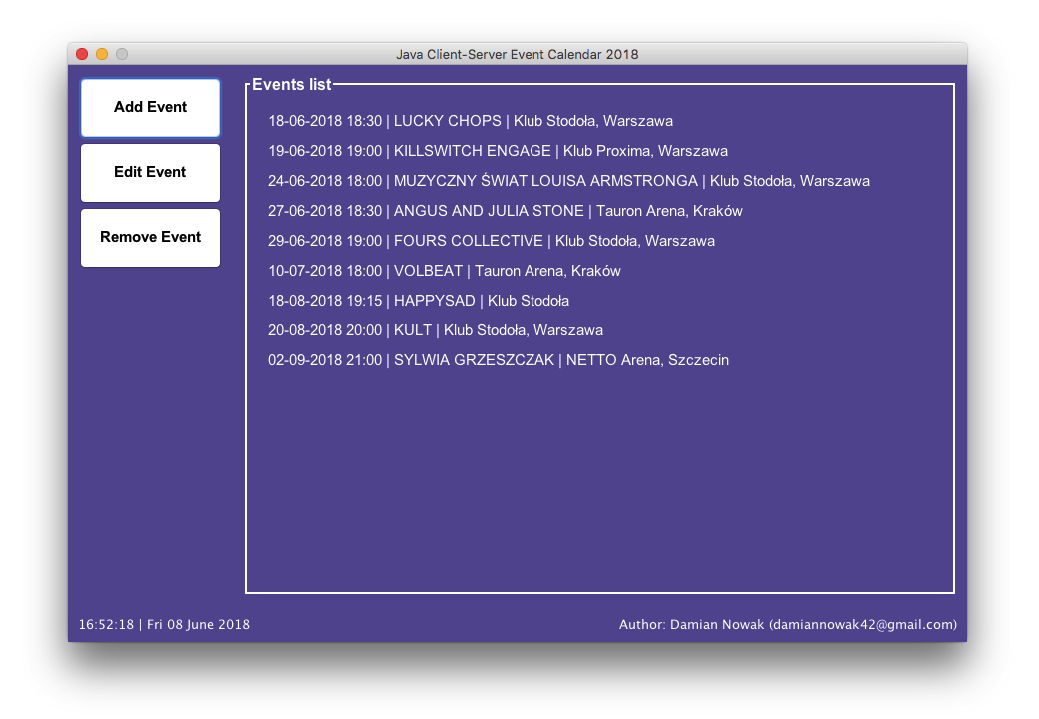 Java Client-Server Event Calendar 2018
Add Event
Edit Event
Remove Event
Events list
18-06-2018 18:30 | LUCKY CHOPS | Klub Stodoła, Warszawa
19-06-2018 19:00 | KILLSWITCH ENGAGE | Klub Proxima, Warszawa
24-06-2018 18:00 | MUZYCZNY ŚWIAT LOUISA ARMSTRONGA | Klub Stodoła, Warszawa
27-06-2018 18:30 | ANGUS AND JULIA STONE | Tauron Arena, Kraków
29-06-2018 19:00 | FOURS COLLECTIVE | Klub Stodoła, Warszawa
10-07-2018 18:00 | VOLBEAT | Tauron Arena, Kraków
18-08-2018 19:15 | HAPPYSAD | Klub Stodoła
20-08-2018 20:00 | KULT | Klub Stodoła, Warszawa
02-09-2018 21:00 | SYLWIA GRZESZCZAK | NETTO Arena, Szczecin
16:52:18 | Fri 08 June 2018
Author: Damian Nowak (damiannowak42@gmail.com)